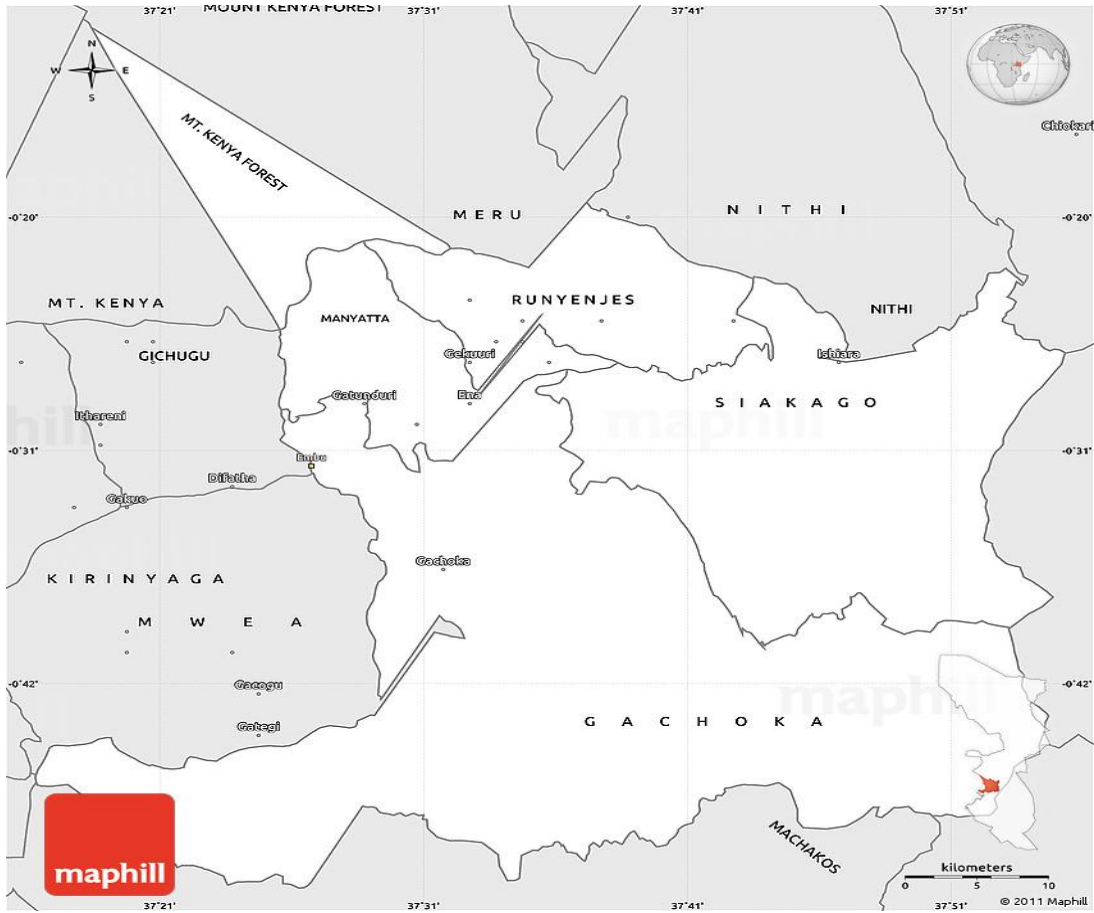 37°21'
MOUNT KENYA FOREST
37°31'
37°41'
37°51'
N
W
E
S
MT. KENYA FOREST
Chiokari
-0°20'
MERU
NITHI
-0°20'
MT. KENYA
RUNYENJES
NITHI
MANYATTA
GICHUGU
Gekuuri
Ishiara
Gatunduri
Ena
SIAKAGO
Ithareni
maphill
-0°31'
-0°31'
Embu
Difatha
Gakuo
Gachoka
KIRINYAGA
MWEA
-0°42'
Gacogu
-0°42'
maphill
GACHOKA
Gategi
maphill
MACHAKOS
kilometers
0
5
10
© 2011 Maphill
37°21'
37°31'
37°41'
37°51'